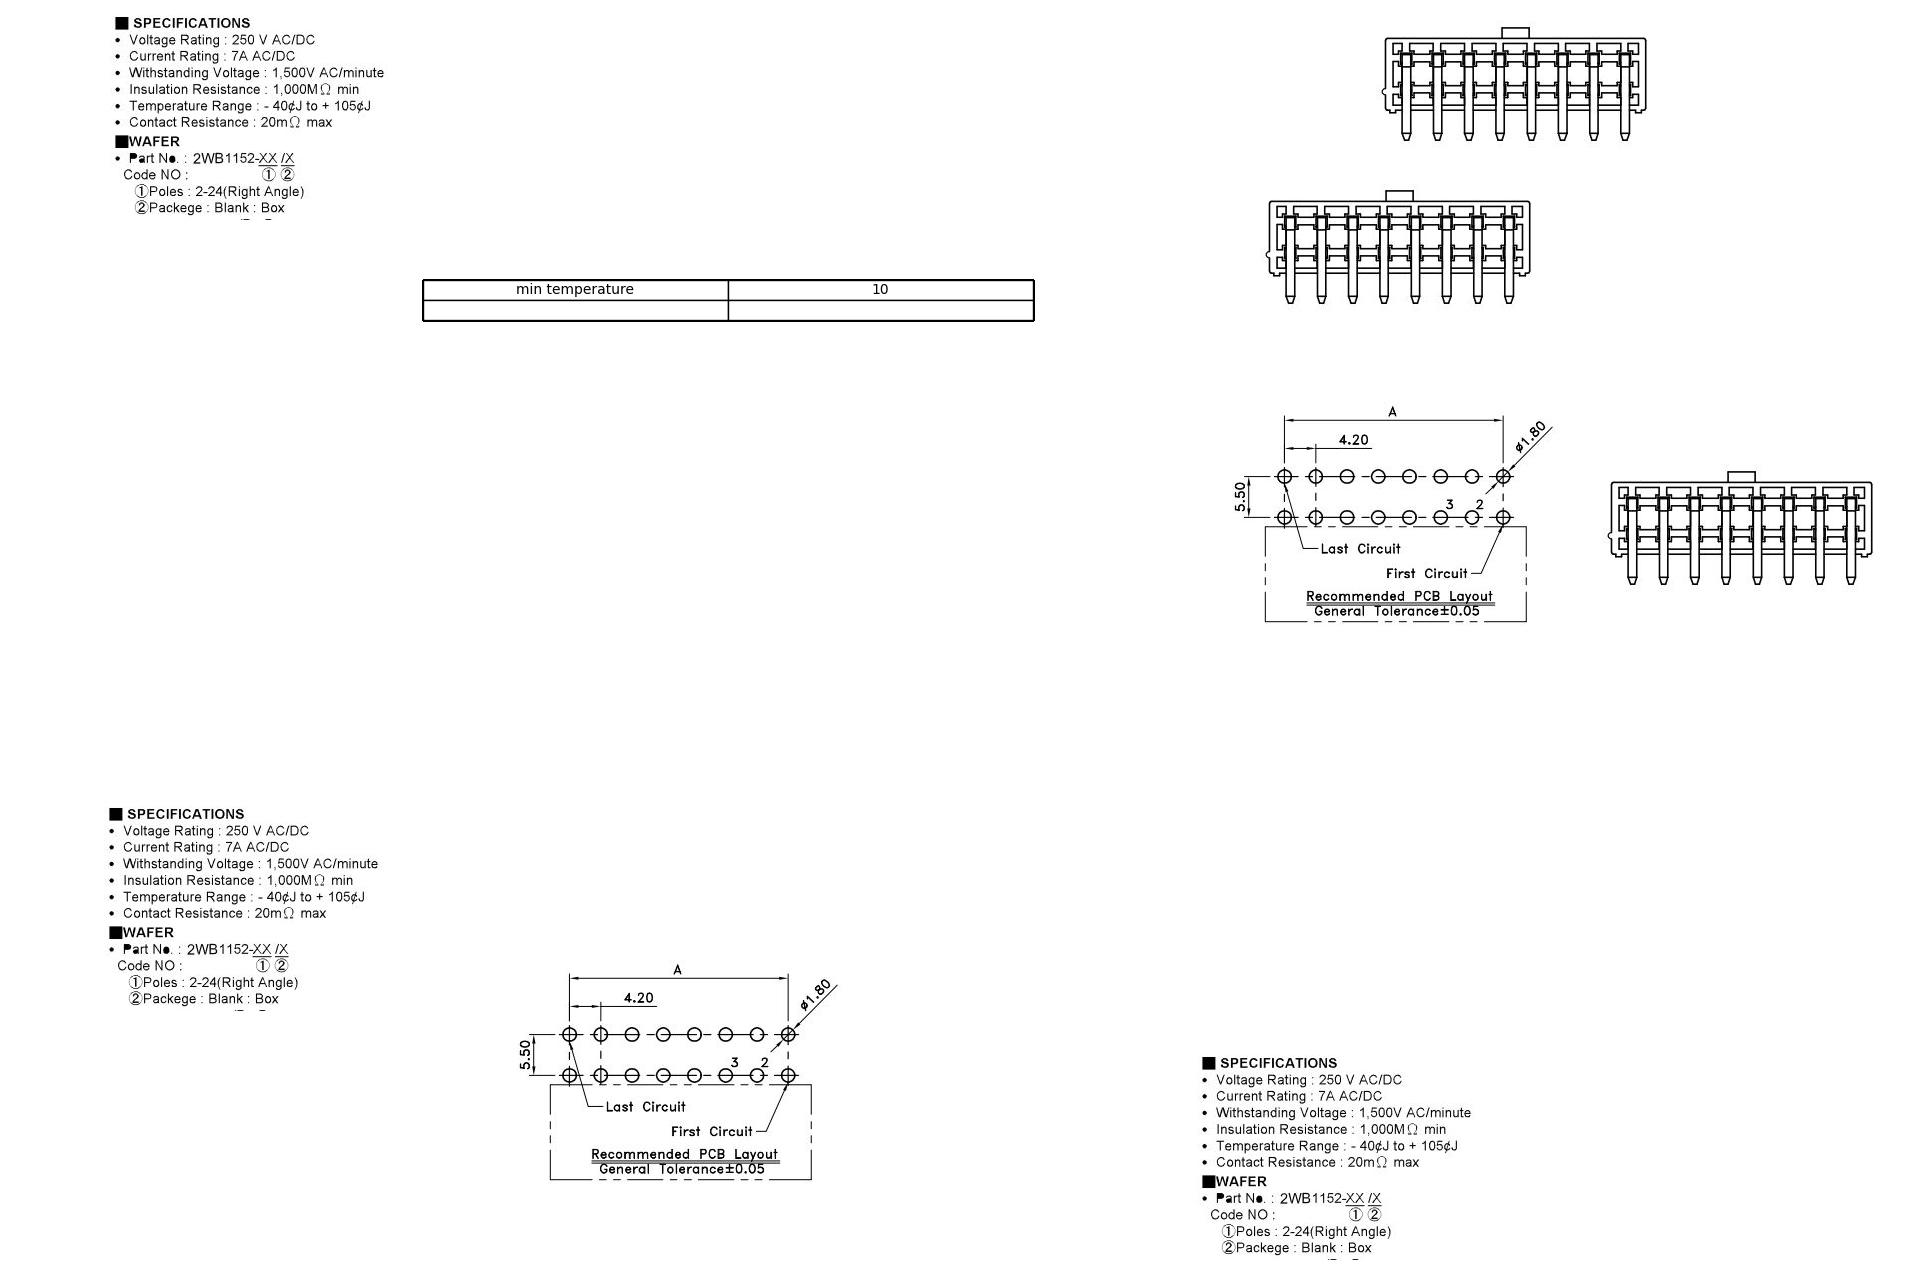 ■ SPECIFICATIONS
• Voltage Rating : 250 V AC/DC
• Current Rating : 7A AC/DC
• Withstanding Voltage : 1,500V AC/minute
• Insulation Resistance : 1,000MΩ min
• Temperature Range : - 40¢J to + 105¢J
• Contact Resistance : 20mΩ max
■WAFER
• Part No. : 2WB1152-XX /X
Code NO : ① ②
①Poles : 2-24(Right Angle)
②Packege : Blank : Box
min temperature 10
A
4.20
ø1.80
5.50
3 2
Last Circuit
First Circuit
Recommended PCB Layout
General Tolerance±0.05
■ SPECIFICATIONS
• Voltage Rating : 250 V AC/DC
• Current Rating : 7A AC/DC
• Withstanding Voltage : 1,500V AC/minute
• Insulation Resistance : 1,000MΩ min
• Temperature Range : - 40¢J to + 105¢J
• Contact Resistance : 20mΩ max
■WAFER
• Part No. : 2WB1152-XX /X
Code NO : ① ②
①Poles : 2-24(Right Angle)
②Packege : Blank : Box
A
4.20
ø1.80
5.50
3 2
Last Circuit
First Circuit
Recommended PCB Layout
General Tolerance±0.05
■ SPECIFICATIONS
• Voltage Rating : 250 V AC/DC
• Current Rating : 7A AC/DC
• Withstanding Voltage : 1,500V AC/minute
• Insulation Resistance : 1,000MΩ min
• Temperature Range : - 40¢J to + 105¢J
• Contact Resistance : 20mΩ max
■WAFER
• Part No. : 2WB1152-XX /X
Code NO : ① ②
①Poles : 2-24(Right Angle)
②Packege : Blank : Box